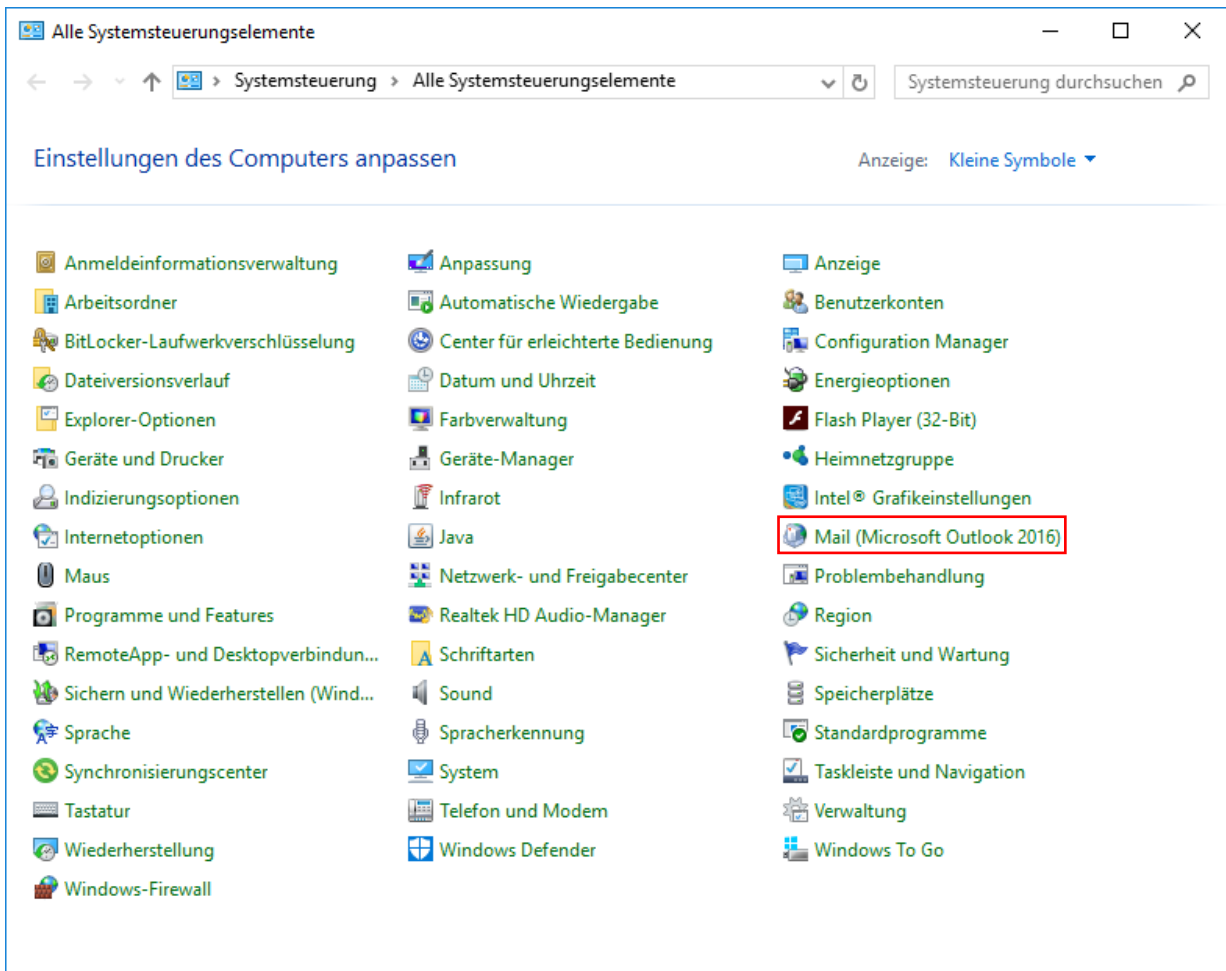 Alle Systemsteuerungselemente
Systemsteuerung > Alle Systemsteuerungselemente
Systemsteuerung durchsuchen
Einstellungen des Computers anpassen
Anzeige: Kleine Symbole
Anmeldeinformationsverwaltung Anpassung Anzeige
Arbeitsordner Automatische Wiedergabe Benutzerkonten
BitLocker-Laufwerkverschlüsselung Center für erleichterte Bedienung Configuration Manager
Dateiversionsverlauf Datum und Uhrzeit Energieoptionen
Explorer-Optionen Farbverwaltung Flash Player (32-Bit)
Geräte und Drucker Geräte-Manager Heimnetzgruppe
Indizierungsoptionen Infrarot Intel® Grafikeinstellungen
Internetoptionen Java Mail (Microsoft Outlook 2016)
Maus Netzwerk- und Freigabecenter Problembehandlung
Programme und Features Realtek HD Audio-Manager Region
RemoteApp- und Desktopverbindun... Schriftarten Sicherheit und Wartung
Sichern und Wiederherstellen (Wind... Sound Speicherplätze
Sprache Spracherkennung Standardprogramme
Synchronisierungscenter System Taskleiste und Navigation
Tastatur Telefon und Modem Verwaltung
Wiederherstellung Windows Defender Windows To Go
Windows-Firewall